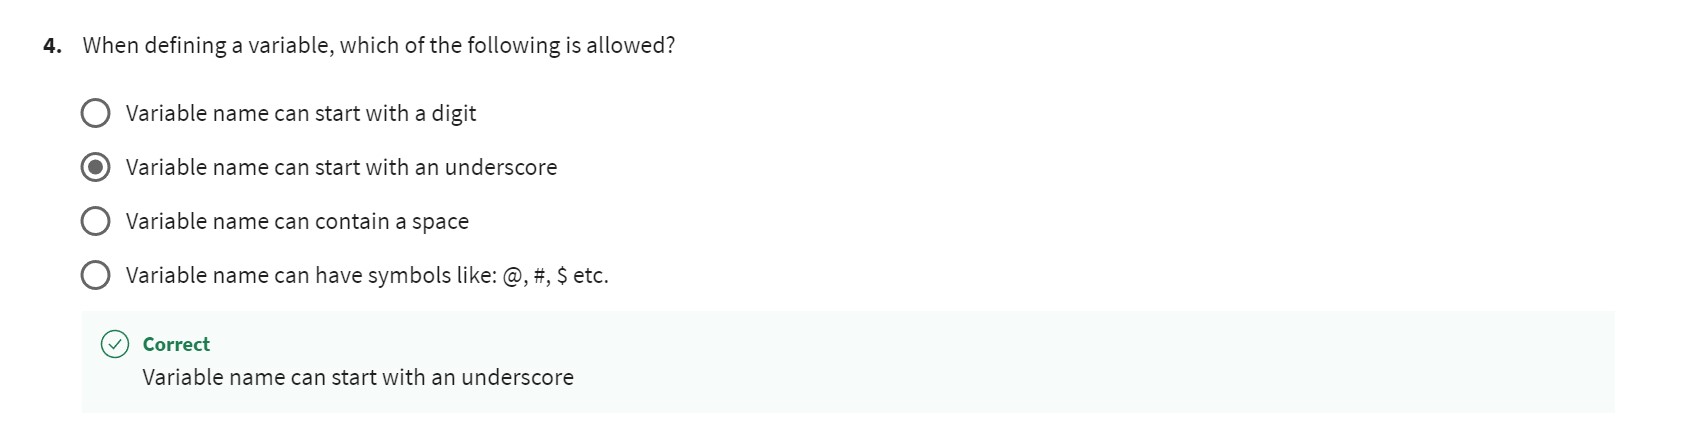 4. When defining a variable, which of the following is allowed?
Variable name can start with a digit
Variable name can start with an underscore
Variable name can contain a space
Variable name can have symbols like: @, #, $ etc.
Correct
Variable name can start with an underscore